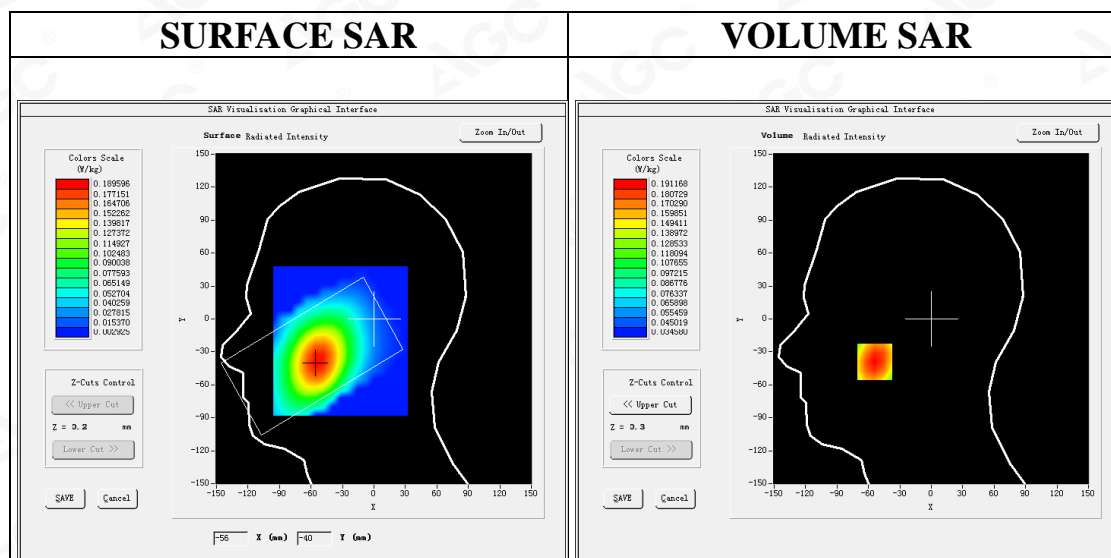 SURFACE SAR
VOLUME SAR
SAR Visualisation Graphical Interface
Surface Radiated Intensity
Zoom In/Out
Colors Scale
(W/kg)
0.189596
0.177151
0.164706
0.152262
0.139817
0.127372
0.114927
0.102483
0.090038
0.077593
0.065149
0.052704
0.040259
0.027815
0.015370
0.002925
Z-Cuts Control
<< Upper Cut
Z = 3.2 mm
Lower Cut >>
SAVE Cancel
150
120
90
60
30
0
-30
-60
-90
-120
-150
Y
-150 -120 -90 -60 -30 0 30 60 90 120 150
X
-56 X (mm) -40 Y (mm)
SAR Visualisation Graphical Interface
Volume Radiated Intensity
Zoom In/Out
Colors Scale
(W/kg)
0.191168
0.180729
0.170290
0.159851
0.149411
0.138972
0.128533
0.118094
0.107655
0.097215
0.086776
0.076337
0.065898
0.055459
0.045019
0.034580
Z-Cuts Control
<< Upper Cut
Z = 3.3 mm
Lower Cut >>
SAVE Cancel
150
120
90
60
30
0
-30
-60
-90
-120
-150
Y
-150 -120 -90 -60 -30 0 30 60 90 120 150
X